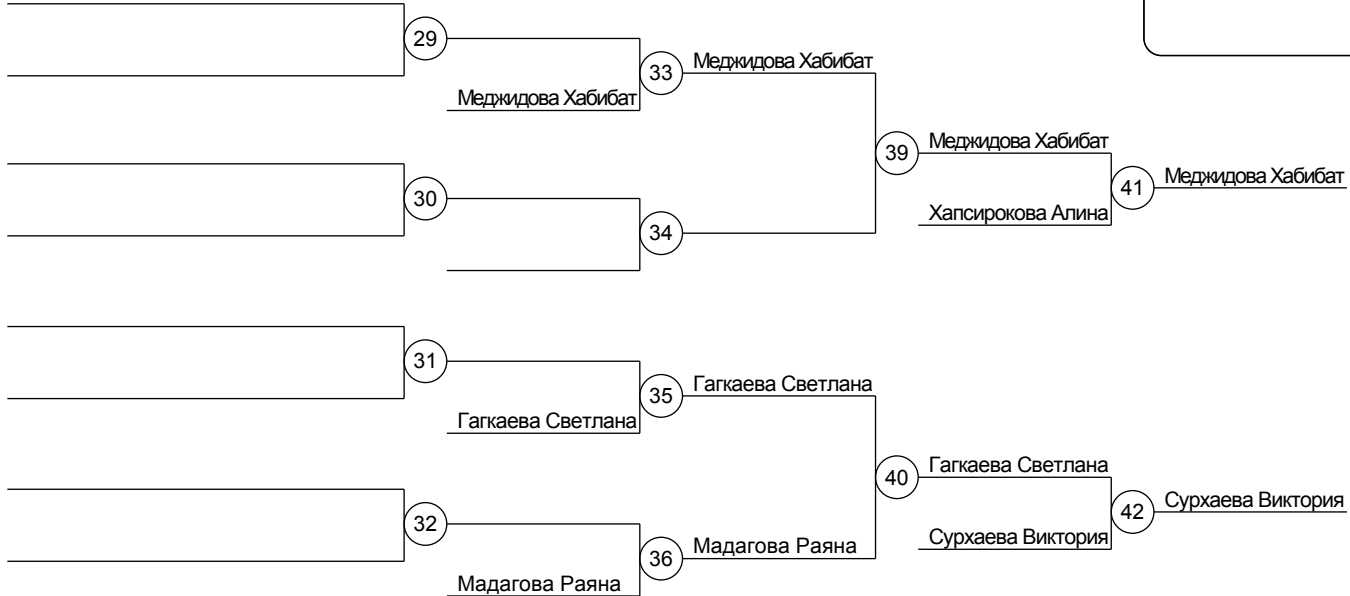 29
33
Меджидова Хабибат
Меджидова Хабибат
39
Меджидова Хабибат
41
Меджидова Хабибат
30
Хапсирокова Алина
34
31
35
Гагкаева Светлана
Гагкаева Светлана
40
Гагкаева Светлана
42
Сурхаева Виктория
32
Сурхаева Виктория
36
Мадагова Раяна
Мадагова Раяна